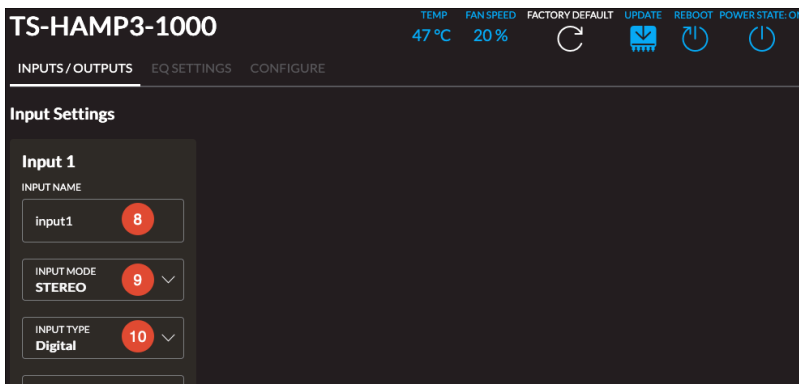 TS-HAMP3-1000
TEMP FAN SPEED FACTORY DEFAULT UPDATE REBOOT POWER STATE:
47 °C 20 %
INPUTS / OUTPUTS EQ SETTINGS CONFIGURE
Input Settings
Input 1
INPUT NAME
input1 8
INPUT MODE
STEREO 9
INPUT TYPE
Digital 10